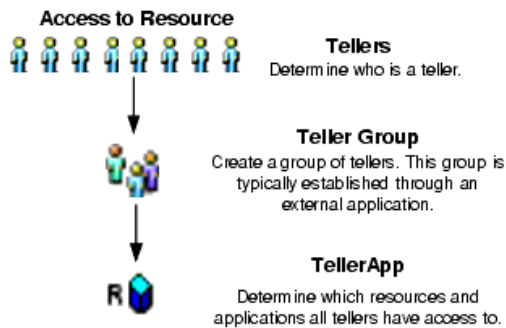 Access to Resource
Tellers
Determine who is a teller.
Teller Group
Create a group of tellers. This group is
typically established through an
external application.
TellerApp
R
Determine which resources and
applications all tellers have access to.